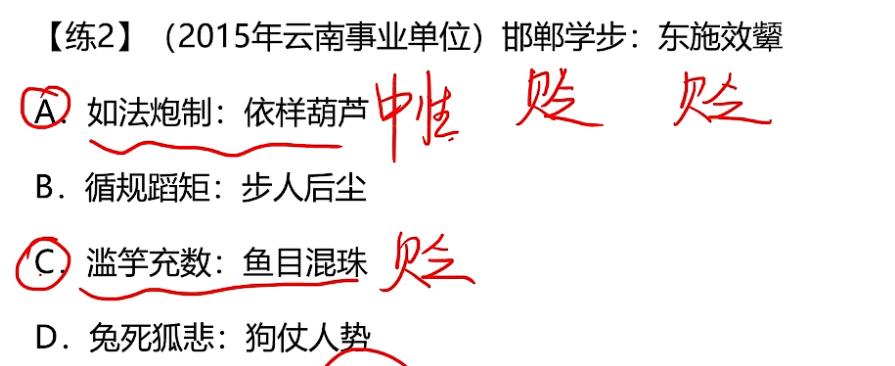 【练2】（2015年云南事业单位）邯郸学步：东施效颦
A. 如法炮制：依样葫芦 中性 贬 贬
B. 循规蹈矩：步人后尘
C. 滥竽充数：鱼目混珠 贬
D. 兔死狐悲：狗仗人势